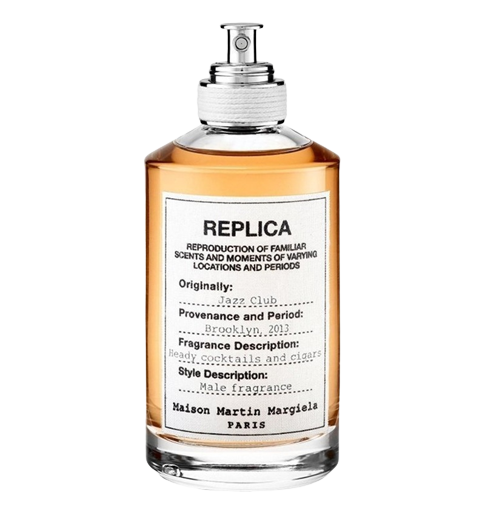 REPLICA
REPRODUCTION OF FAMILIAR
SCENTS AND MOMENTS OF VARYING
LOCATIONS AND PERIODS
Originally:
Jazz Club
Provenance and Period:
Brooklyn, 2013
Fragrance Description:
Heady cocktails and cigars
Style Description:
Male fragrance
Maison Martin Margiela
PARIS